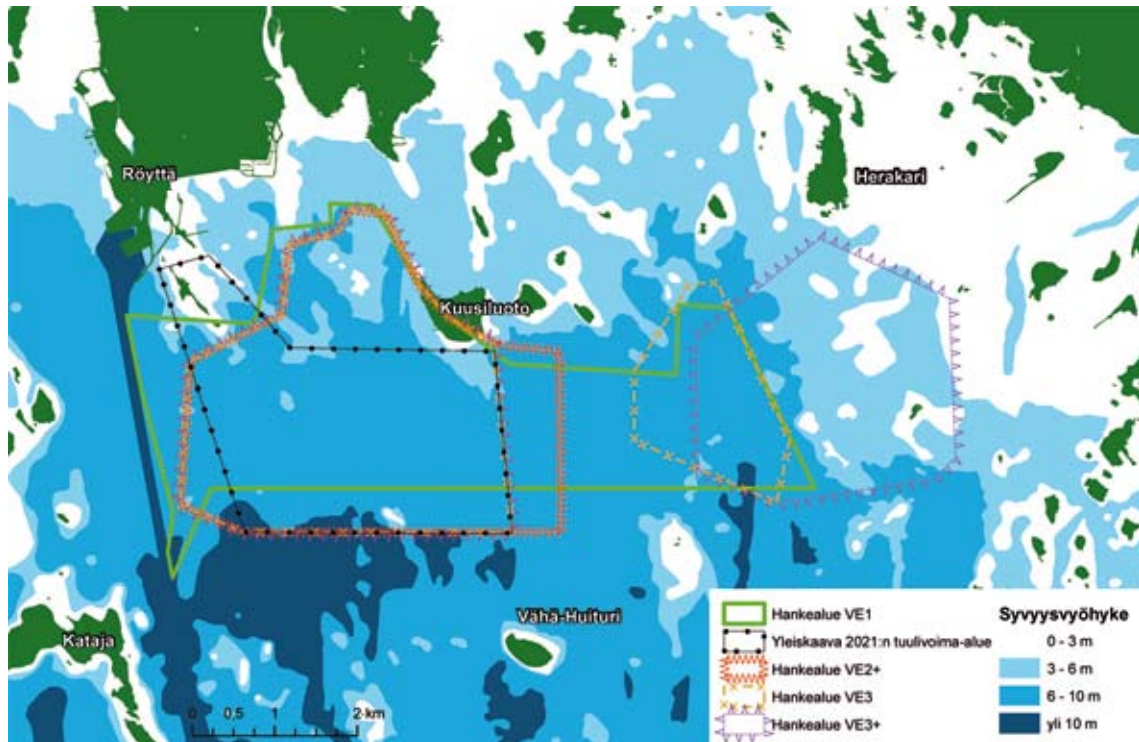 Röyttä
Herakari
Kuusiluoto
Vähä-Huituri
Kataja
0 0,5 1 2 km
Hankealue VE1
Yleiskaava 2021:n tuulivoima-alue
Hankealue VE2+
Hankealue VE3
Hankealue VE3+
Syvyysvyöhyke
0 - 3 m
3 - 6 m
6 - 10 m
yli 10 m